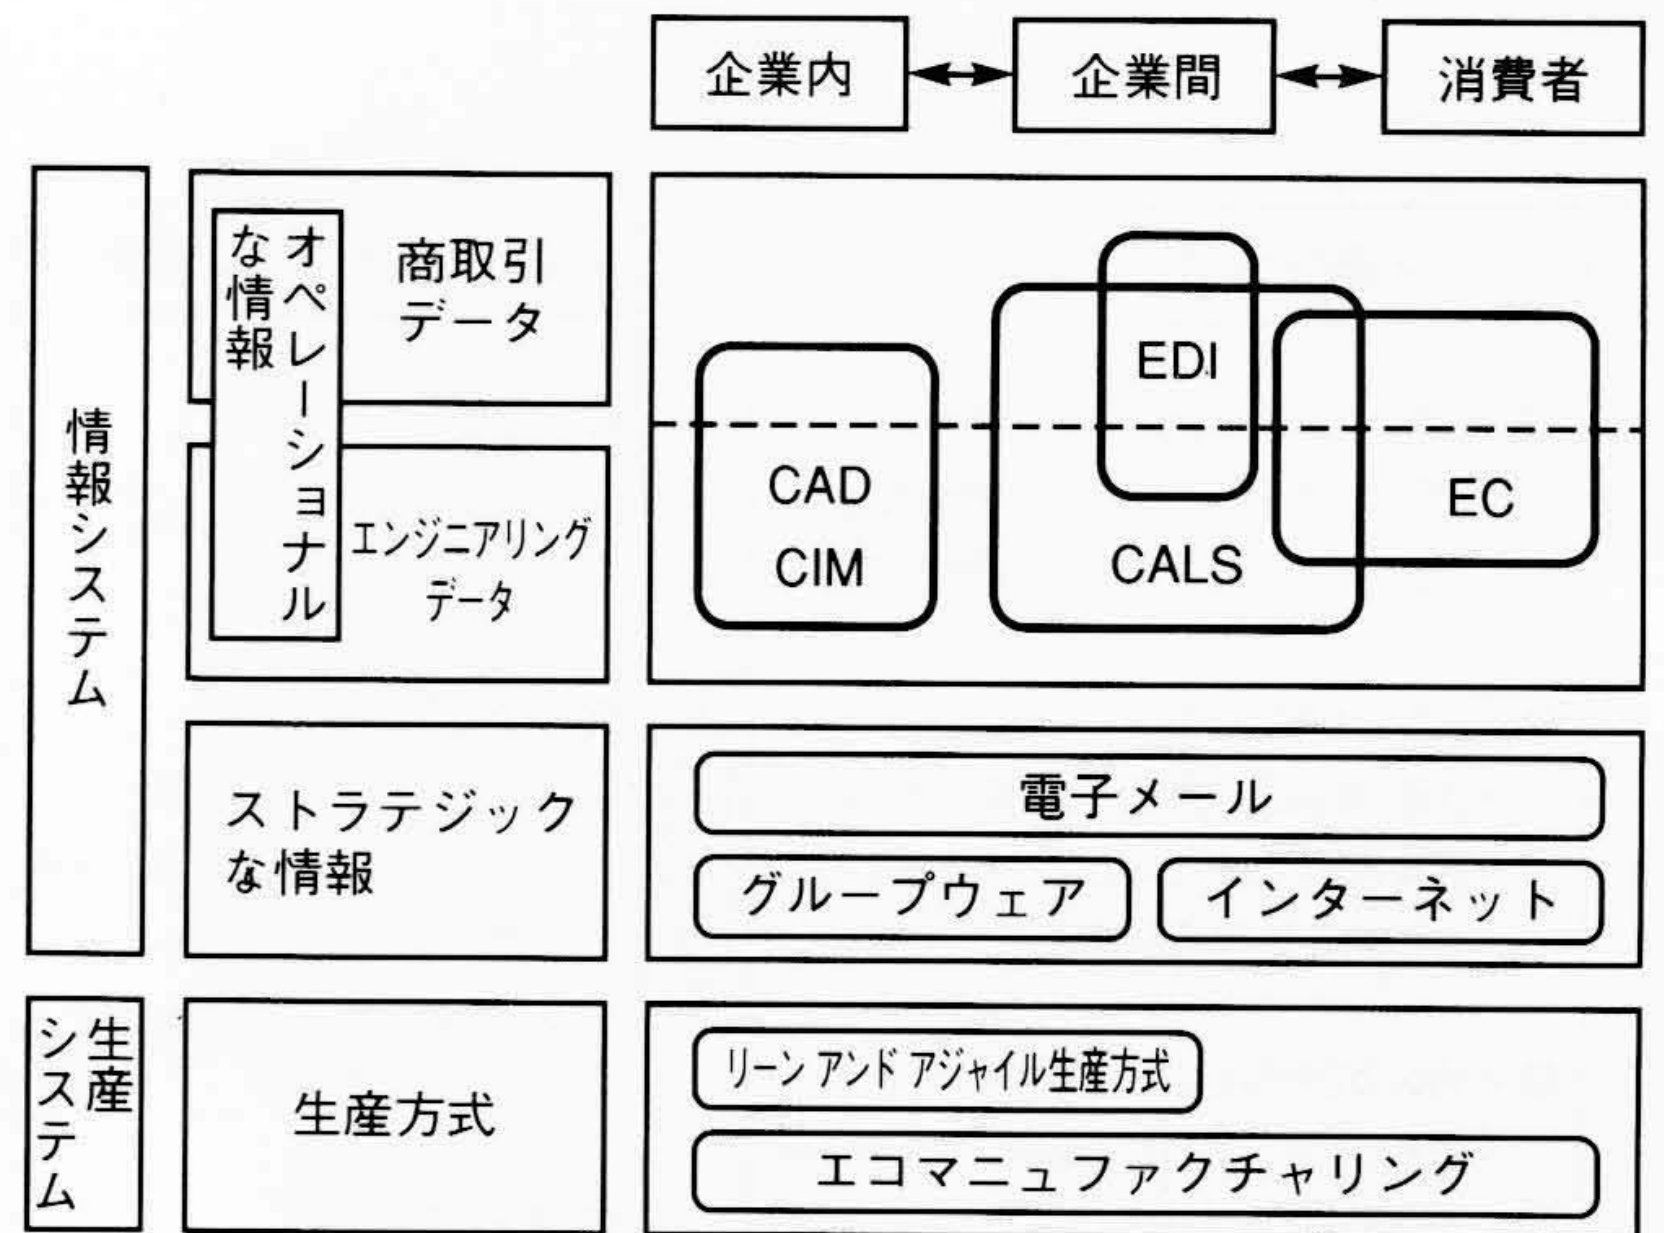 企業内
企業間
消費者
情報システム
オペレーショナル
な情報
商取引
データ
エンジニアリング
データ
EDI
CAD
CIM
CALS
EC
ストラテジック
な情報
電子メール
グループウェア
インターネット
生産
システム
生産方式
リーン アンド アジャイル生産方式
エコマニュファクチャリング